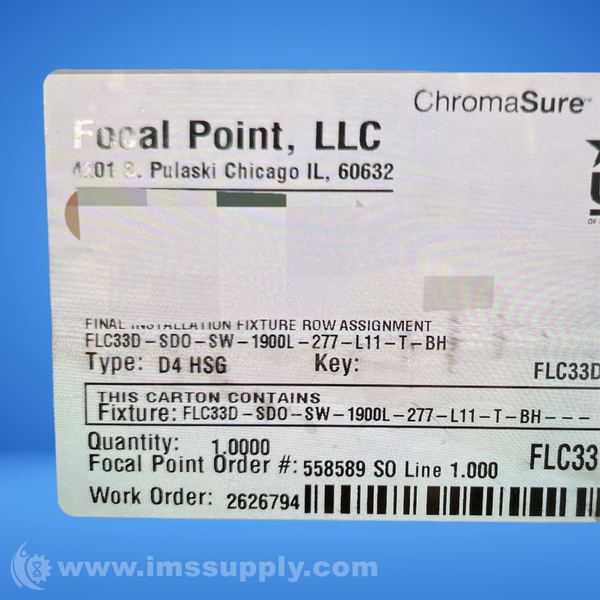 ChromaSure™
Focal Point, LLC
4201 S. Pulaski Chicago IL, 60632
FINAL INSTALLATION FIXTURE ROW ASSIGNMENT
FLC33D-SDO-SW-1900L-277-L11-T-BH
Type: D4 HSG Key: FLC33D
THIS CARTON CONTAINS
Fixture: FLC33D-SDO-SW-1900L-277-L11-T-BH---
Quantity: 1.0000
Focal Point Order #: 558589 SO Line 1.000 FLC33
Work Order: 2626794
www.imssupply.com